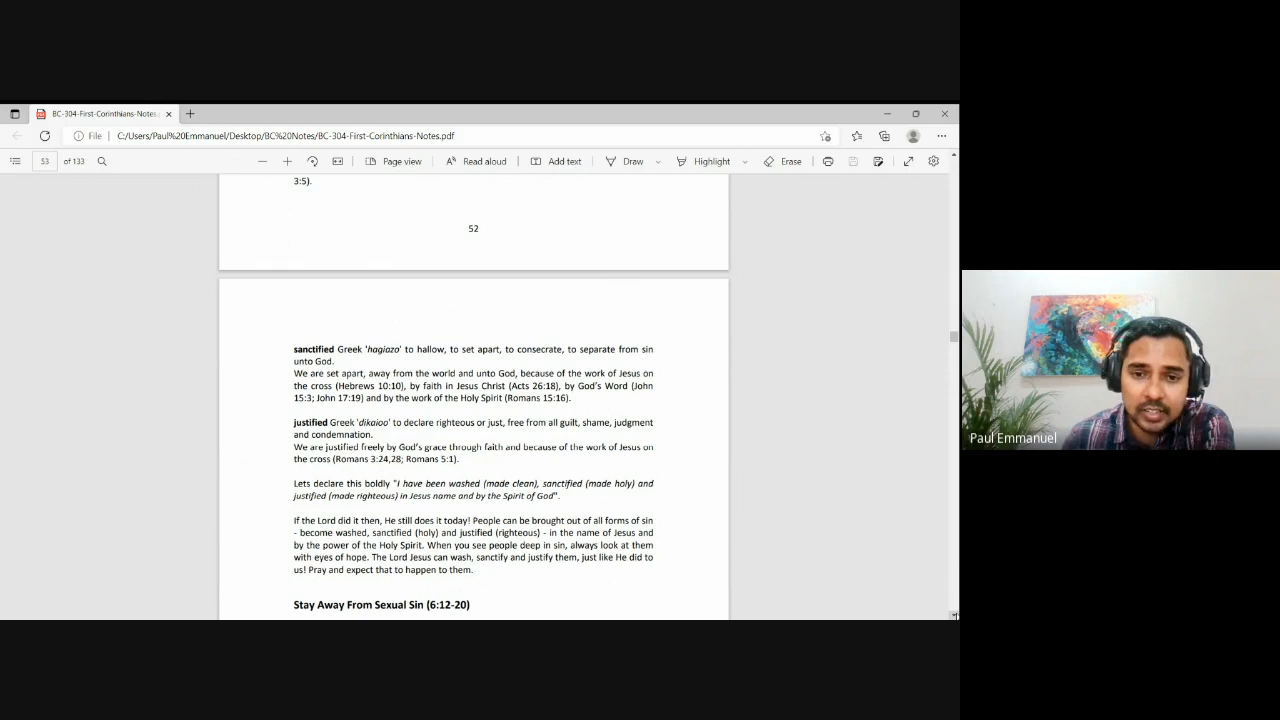 BC-304-First-Corinthians-Notes.
File
C:/Users/Paul%20Emmanuel/Desktop/BC%20Notes/BC-304-First-Corinthians-Notes.pdf
53 of 133
Page view
Read aloud
Add text
Draw
Highlight
Erase
3:5).
52
sanctified Greek 'hagiazo' to hallow, to set apart, to consecrate, to separate from sin
unto God.
We are set apart, away from the world and unto God, because of the work of Jesus on
the cross (Hebrews 10:10), by faith in Jesus Christ (Acts 26:18), by God's Word (John
15:3; John 17:19) and by the work of the Holy Spirit (Romans 15:16).
justified Greek 'dikaioo' to declare righteous or just, free from all guilt, shame, judgment
and condemnation.
We are justified freely by God's grace through faith and because of the work of Jesus on
the cross (Romans 3:24,28; Romans 5:1).
Lets declare this boldly "I have been washed (made clean), sanctified (made holy) and
justified (made righteous) in Jesus name and by the Spirit of God".
If the Lord did it then, He still does it today! People can be brought out of all forms of sin
- become washed, sanctified (holy) and justified (righteous) - in the name of Jesus and
by the power of the Holy Spirit. When you see people deep in sin, always look at them
with eyes of hope. The Lord Jesus can wash, sanctify and justify them, just like He did to
us! Pray and expect that to happen to them.
Stay Away From Sexual Sin (6:12-20)
Paul Emmanuel